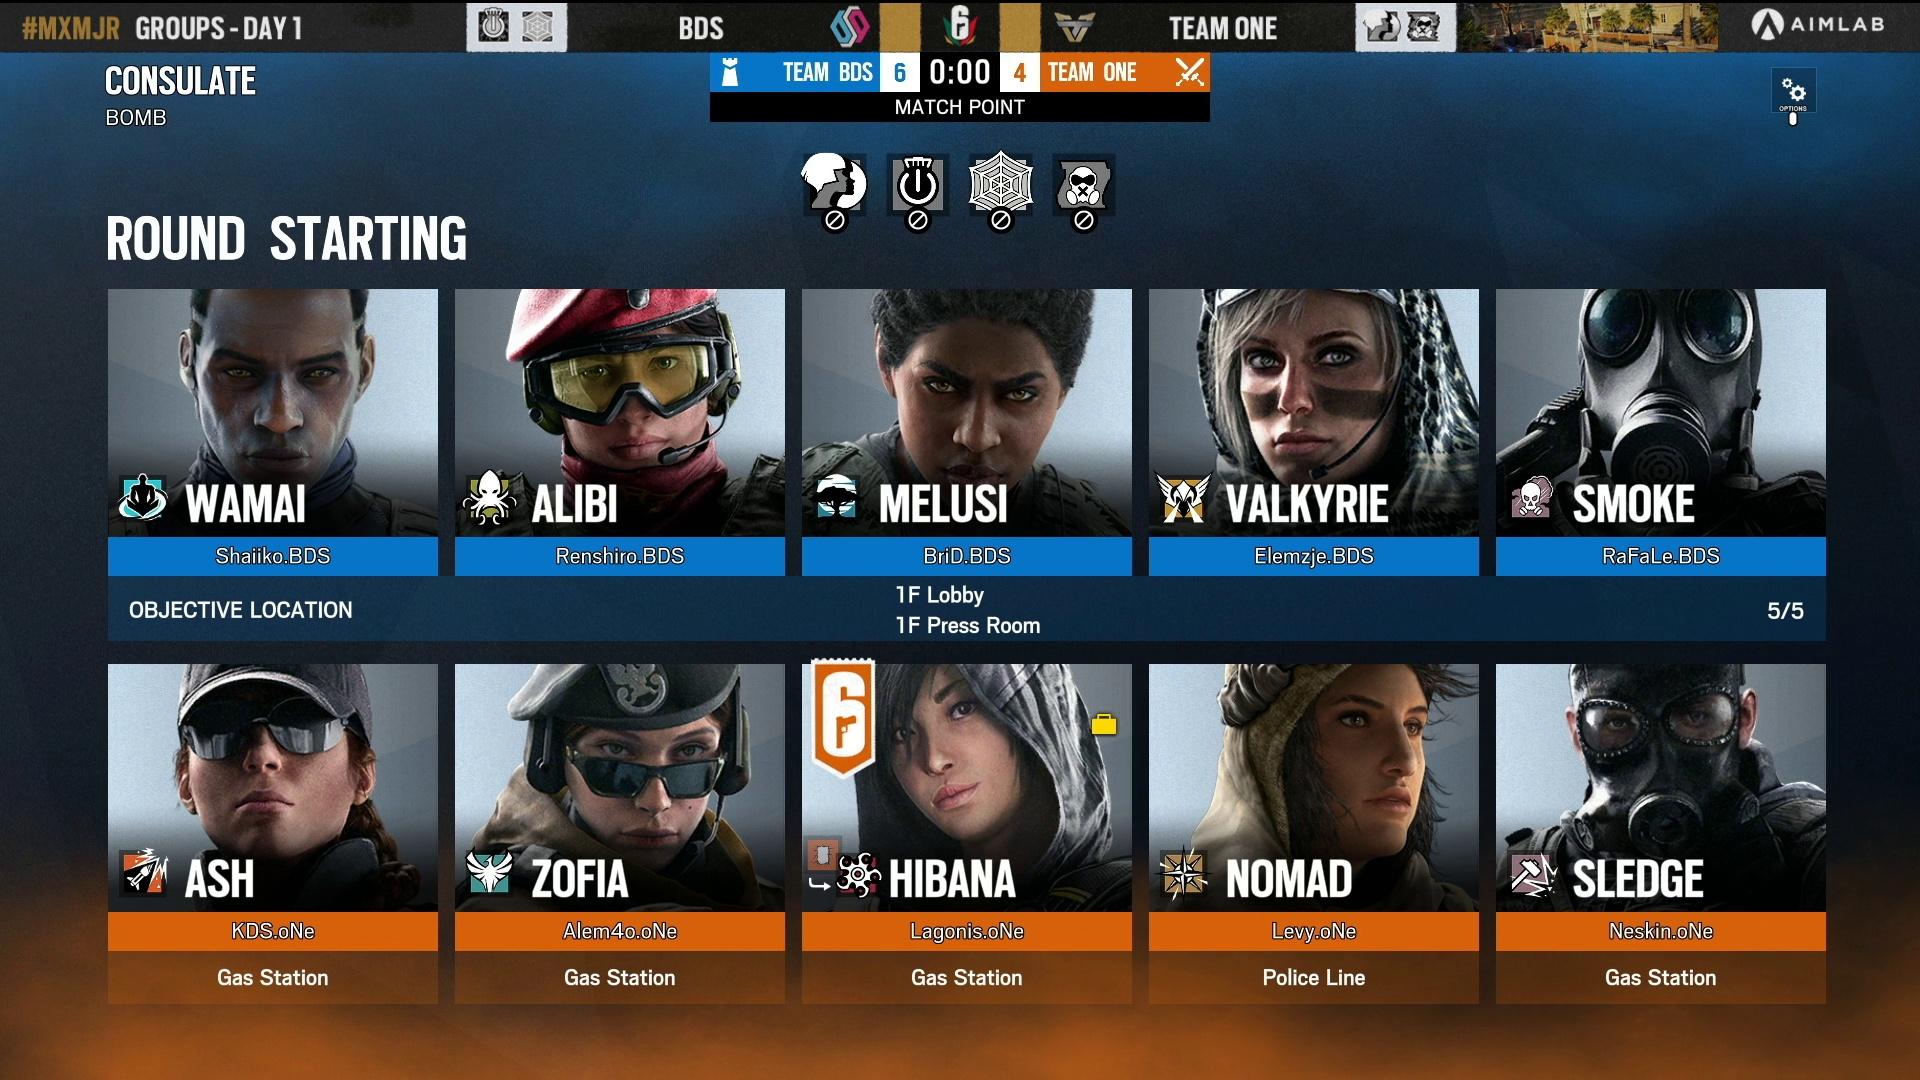 #MXMJR GROUPS - DAY 1
BDS
TEAM ONE
AIMLAB
CONSULATE
BOMB
TEAM BDS 6 0:00 4 TEAM ONE
MATCH POINT
OPTIONS
ROUND STARTING
WAMAI
ALIBI
MELUSI
VALKYRIE
SMOKE
Shaiiko.BDS
Renshiro.BDS
BriD.BDS
Elemzje.BDS
RaFaLe.BDS
OBJECTIVE LOCATION
1F Lobby
1F Press Room
5/5
6
ASH
ZOFIA
HIBANA
NOMAD
SLEDGE
KDS.oNe
Alem4o.oNe
Lagonis.oNe
Levy.oNe
Neskin.oNe
Gas Station
Gas Station
Gas Station
Police Line
Gas Station